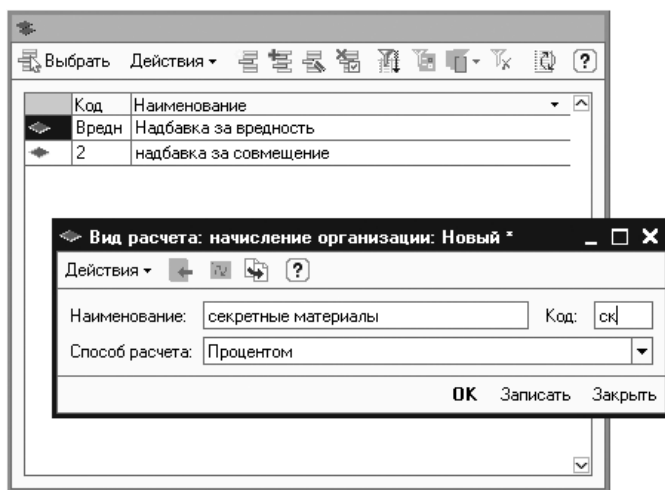 Выбрать Действия ?
Код Наименование
Вредн Надбавка за вредность
2 надбавка за совмещение
Вид расчета: начисление организации: Новый *
Действия ?
Наименование: секретные материалы Код: ск
Способ расчета: Процентом
OK Записать Закрыть